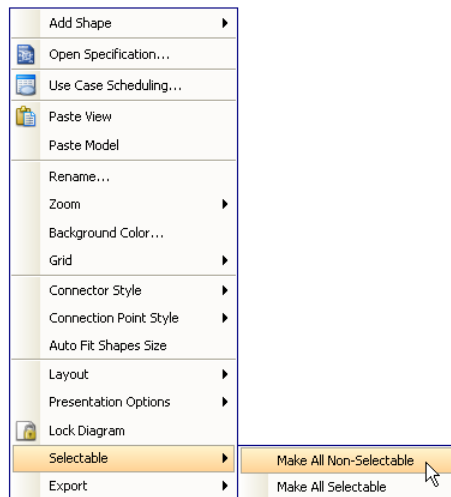 Add Shape
Open Specification...
Use Case Scheduling...
Paste View
Paste Model
Rename...
Zoom
Background Color...
Grid
Connector Style
Connection Point Style
Auto Fit Shapes Size
Layout
Presentation Options
Lock Diagram
Selectable
Make All Non-Selectable
Export
Make All Selectable